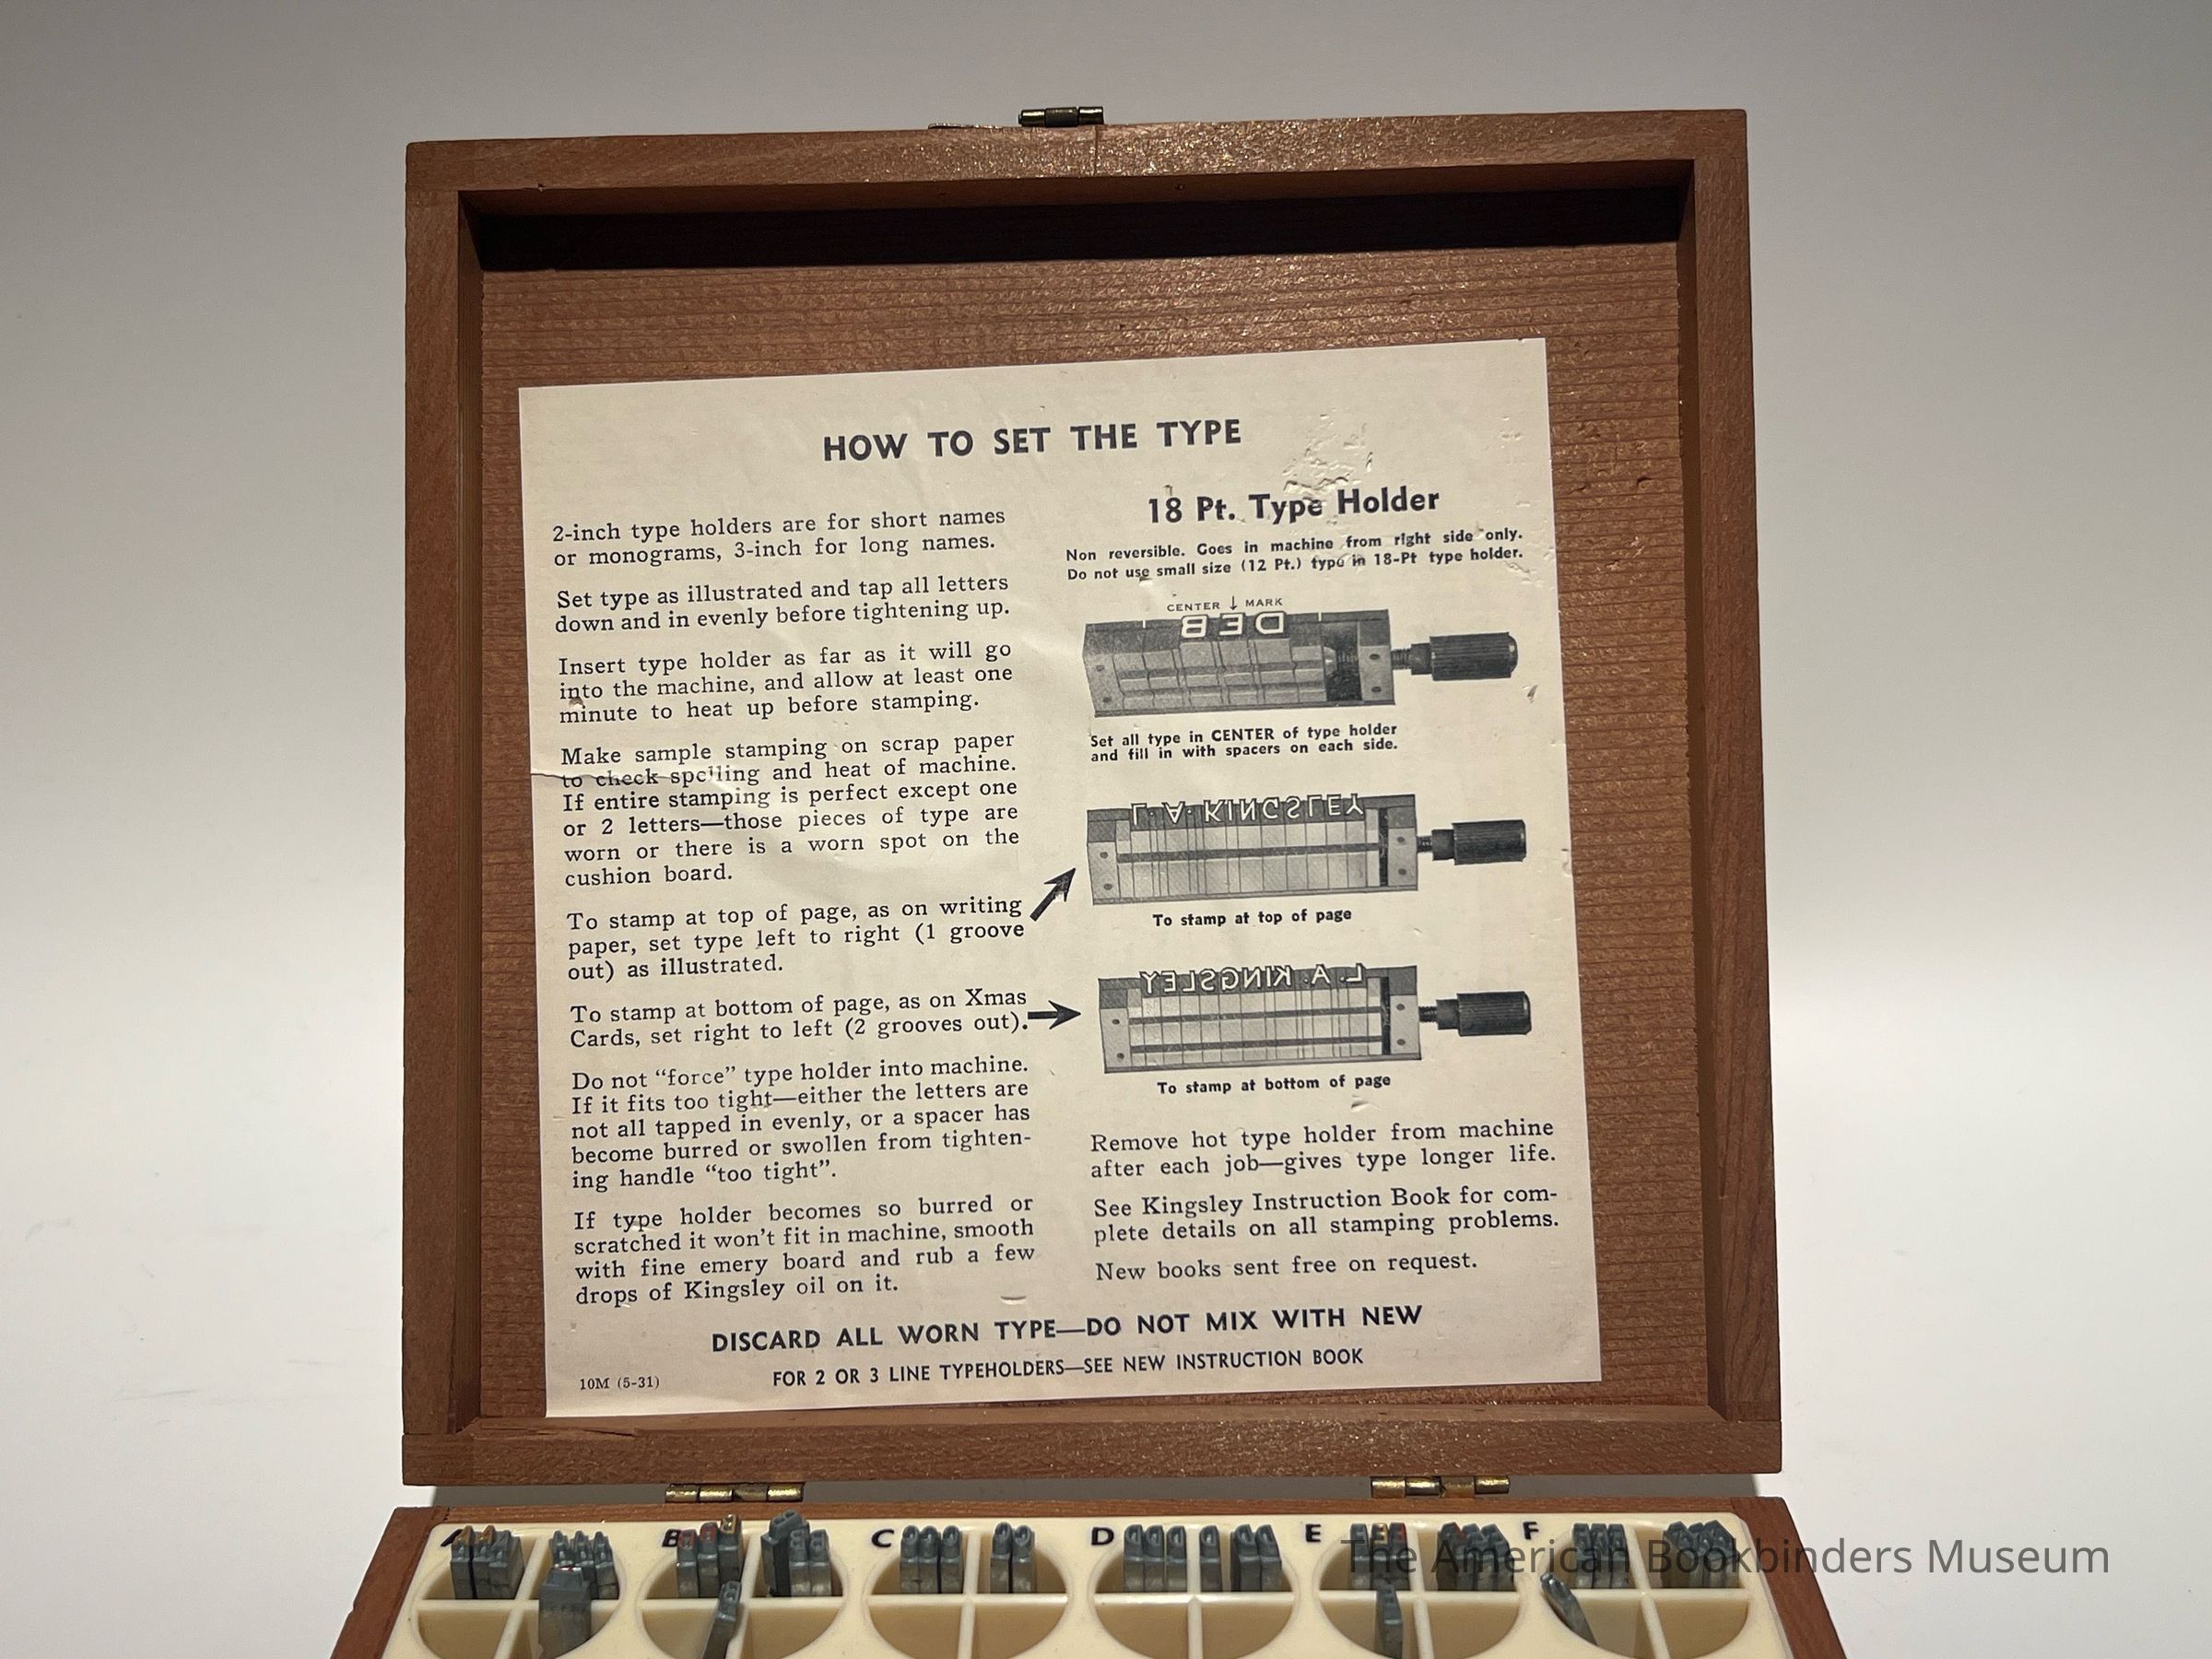 HOW TO SET THE TYPE
2-inch type holders are for short names
or monograms, 3-inch for long names.
Set type as illustrated and tap all letters
down and in evenly before tightening up.
Insert type holder as far as it will go
into the machine, and allow at least one
minute to heat up before stamping.
Make sample stamping on scrap paper
to check spelling and heat of machine.
If entire stamping is perfect except one
or 2 letters—those pieces of type are
worn or there is a worn spot on the
cushion board.
To stamp at top of page, as on writing
paper, set type left to right (1 groove
out) as illustrated.
To stamp at bottom of page, as on Xmas
Cards, set right to left (2 grooves out).
Do not “force” type holder into machine.
If it fits too tight—either the letters are
not all tapped in evenly, or a spacer has
become burred or swollen from tighten-
ing handle “too tight”.
If type holder becomes so burred or
scratched it won’t fit in machine, smooth
with fine emery board and rub a few
drops of Kingsley oil on it.
18 Pt. Type Holder
Non reversible. Goes in machine from right side only.
Do not use small size (12 Pt.) type in 18-Pt type holder.
CENTER ↓ MARK
DEB
Set all type in CENTER of type holder
and fill in with spacers on each side.
L. A. KINGSLEY
To stamp at top of page
L. A. KINGSLEY
To stamp at bottom of page
Remove hot type holder from machine
after each job—gives type longer life.
See Kingsley Instruction Book for com-
plete details on all stamping problems.
New books sent free on request.
DISCARD ALL WORN TYPE—DO NOT MIX WITH NEW
FOR 2 OR 3 LINE TYPEHOLDERS—SEE NEW INSTRUCTION BOOK
10M (5-31)
A B C D E F
The American Bookbinders Museum